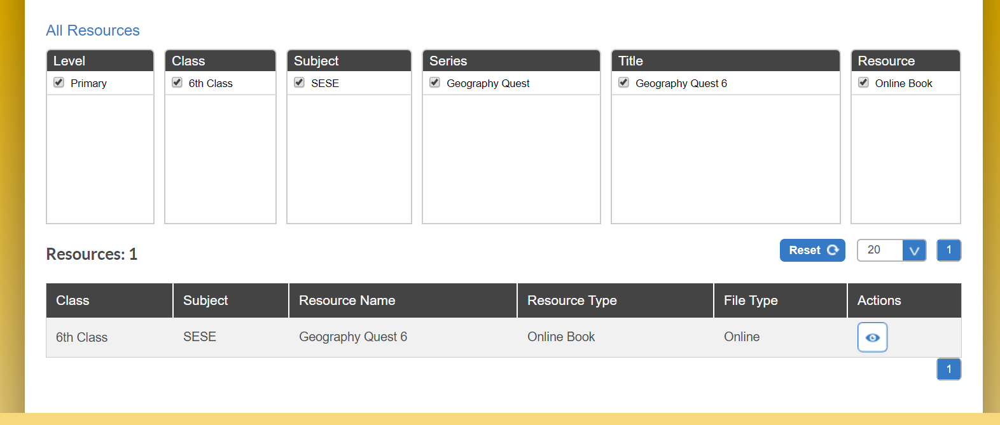 All Resources
Level Class Subject Series Title Resource
Primary 6th Class SESE Geography Quest Geography Quest 6 Online Book
Resources: 1 Reset 20 1
Class Subject Resource Name Resource Type File Type Actions
6th Class SESE Geography Quest 6 Online Book Online
1